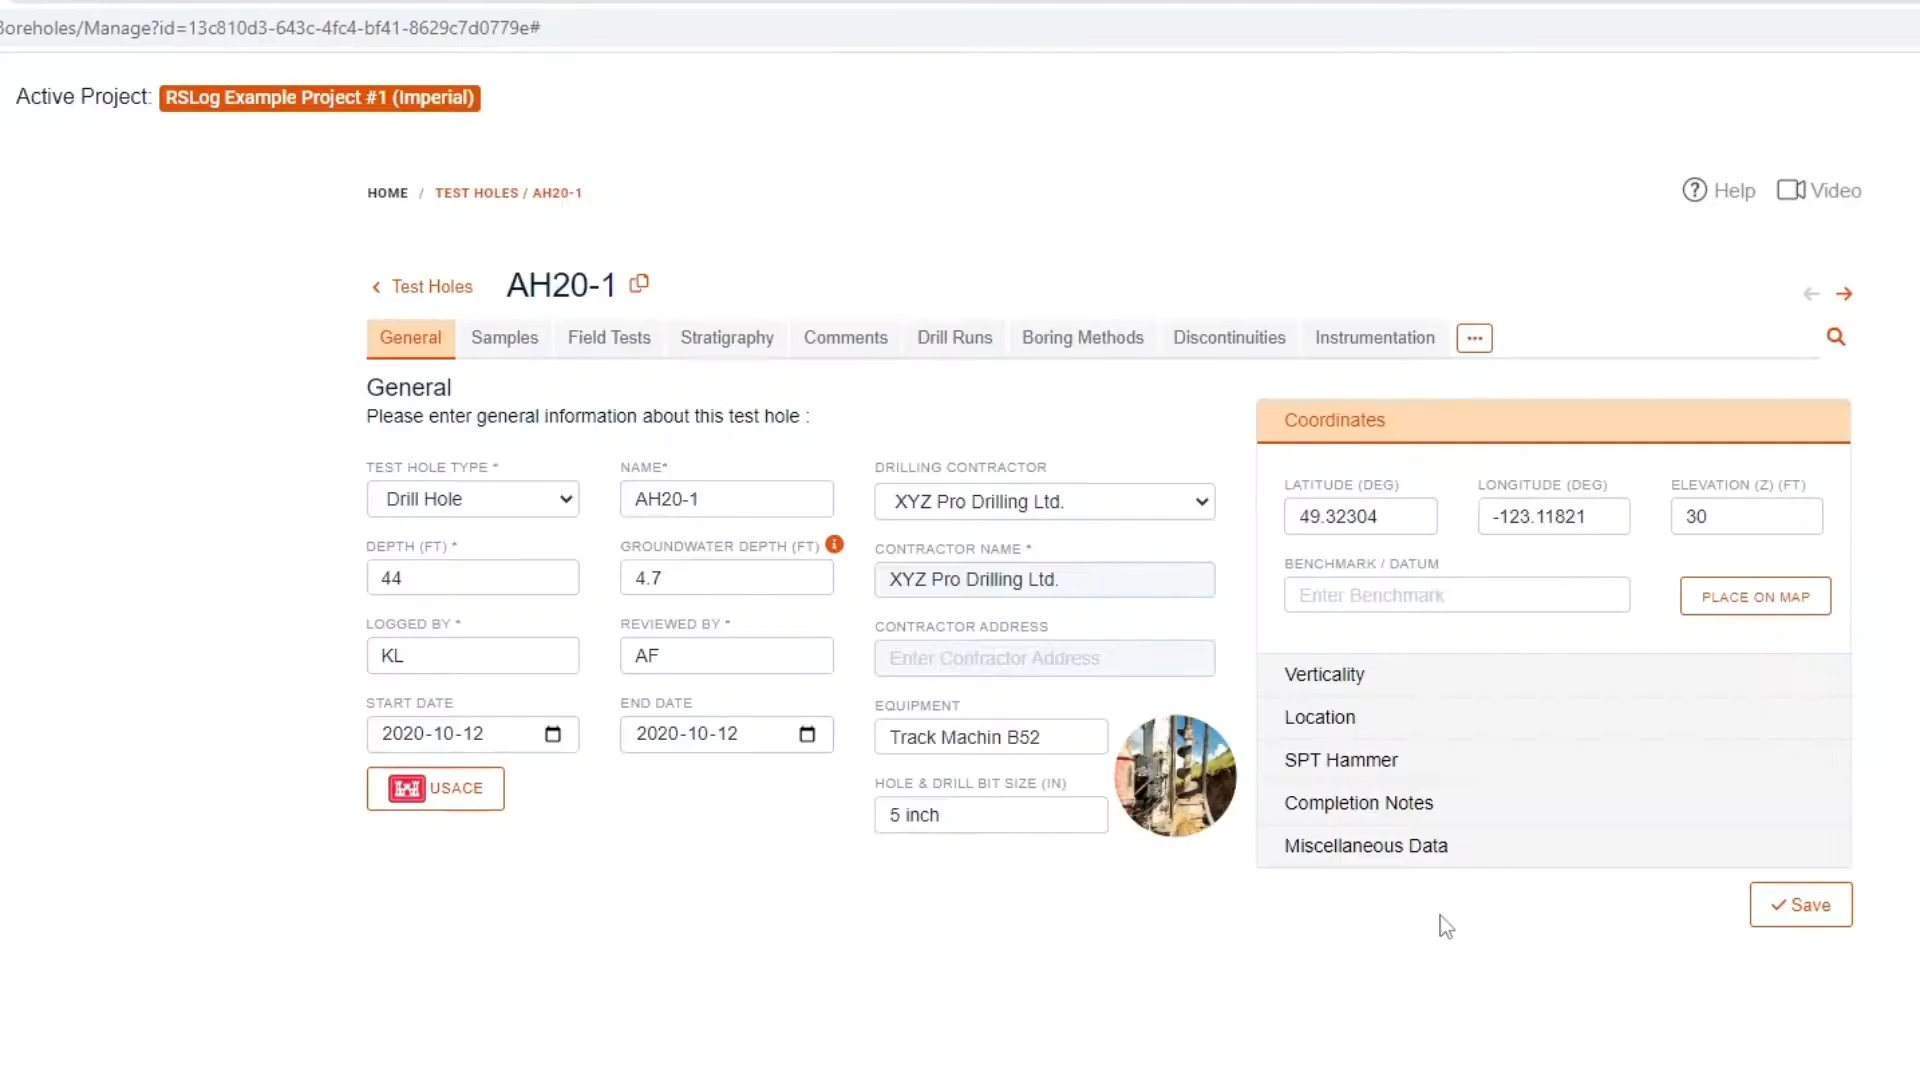 Boreholes/Manage?id=13c810d3-643c-4fc4-bf41-8629c7d0779e#
Active Project: RSLog Example Project #1 (Imperial)
HOME / TEST HOLES / AH20-1
Help Video
Test Holes AH20-1
General Samples Field Tests Stratigraphy Comments Drill Runs Boring Methods Discontinuities Instrumentation ...
General
Please enter general information about this test hole :
TEST HOLE TYPE * NAME* DRILLING CONTRACTOR
Drill Hole AH20-1 XYZ Pro Drilling Ltd.
DEPTH (FT) * GROUNDWATER DEPTH (FT) CONTRACTOR NAME *
44 4.7 XYZ Pro Drilling Ltd.
LOGGED BY * REVIEWED BY * CONTRACTOR ADDRESS
KL AF Enter Contractor Address
START DATE END DATE EQUIPMENT
2020-10-12 2020-10-12 Track Machin B52
USACE HOLE & DRILL BIT SIZE (IN)
5 inch
Coordinates
LATITUDE (DEG) LONGITUDE (DEG) ELEVATION (Z) (FT)
49.32304 -123.11821 30
BENCHMARK / DATUM
Enter Benchmark PLACE ON MAP
Verticality
Location
SPT Hammer
Completion Notes
Miscellaneous Data
Save